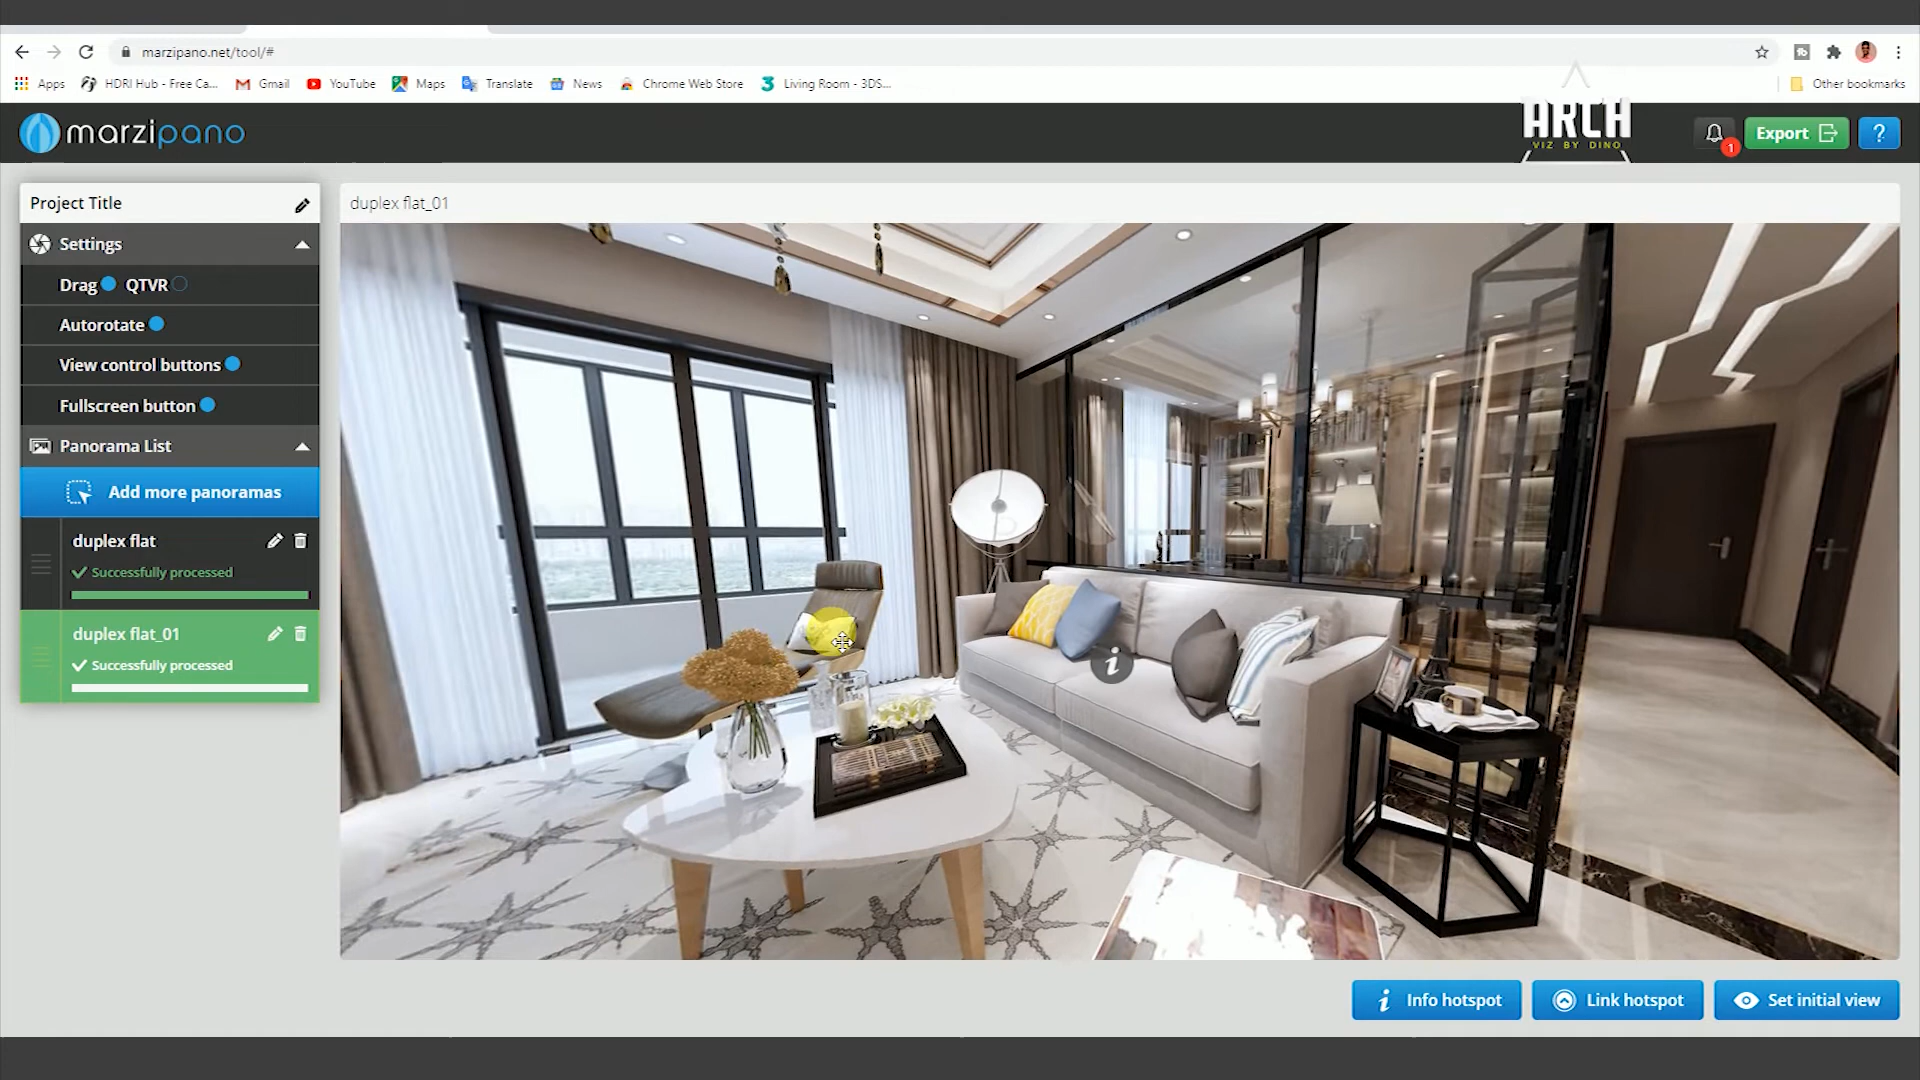 marzipano.net/tool/#
Apps
HDRI Hub - Free Ca...
Gmail
YouTube
Maps
Translate
News
Chrome Web Store
Living Room - 3DS...
Other bookmarks
marzipano
ARCH
VIZ BY DINO
1
Export
?
Project Title
duplex flat_01
Settings
Drag QTVR
Autorotate
View control buttons
Fullscreen button
Panorama List
Add more panoramas
duplex flat
Successfully processed
duplex flat_01
Successfully processed
i
Info hotspot
Link hotspot
Set initial view